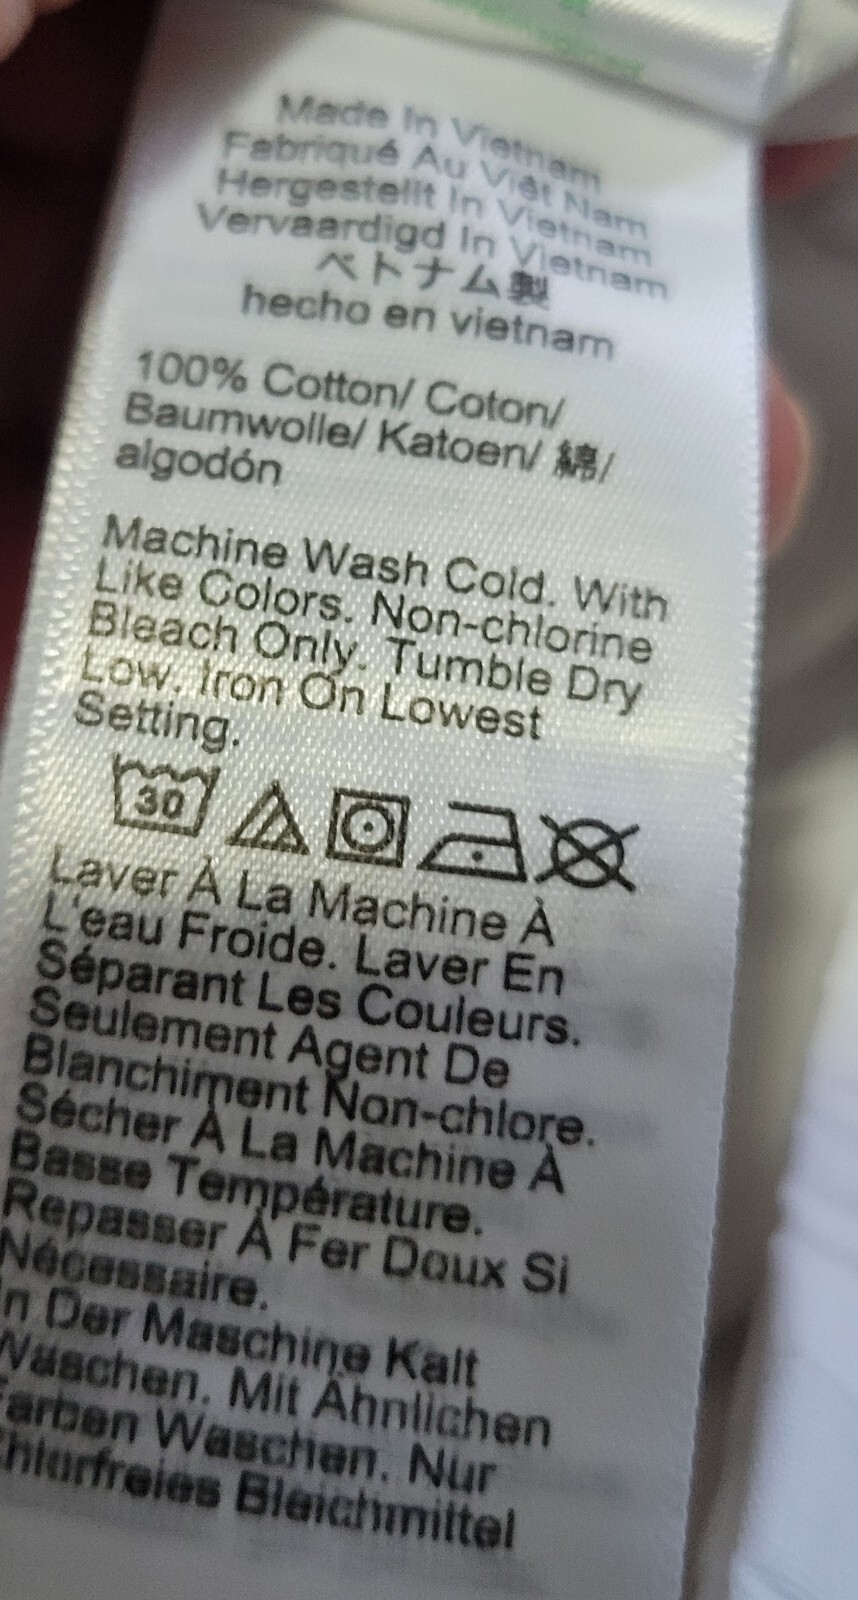 Made In Vietnam
Fabriqué Au Việt Nam
Hergestellt In Vietnam
Vervaardigd In Vietnam
ベトナム製
hecho en vietnam
100% Cotton/ Coton/
Baumwolle/ Katoen/ 綿/
algodón
Machine Wash Cold. With
Like Colors. Non-chlorine
Bleach Only. Tumble Dry
Low. Iron On Lowest
Setting.
30
Laver À La Machine À
L'eau Froide. Laver En
Séparant Les Couleurs.
Seulement Agent De
Blanchiment Non-chlore.
Sécher À La Machine À
Basse Température.
Repasser À Fer Doux Si
Nécessaire.
In Der Maschine Kalt
Waschen. Mit Ähnlichen
Farben Waschen. Nur
Chlorfreies Bleichmittel